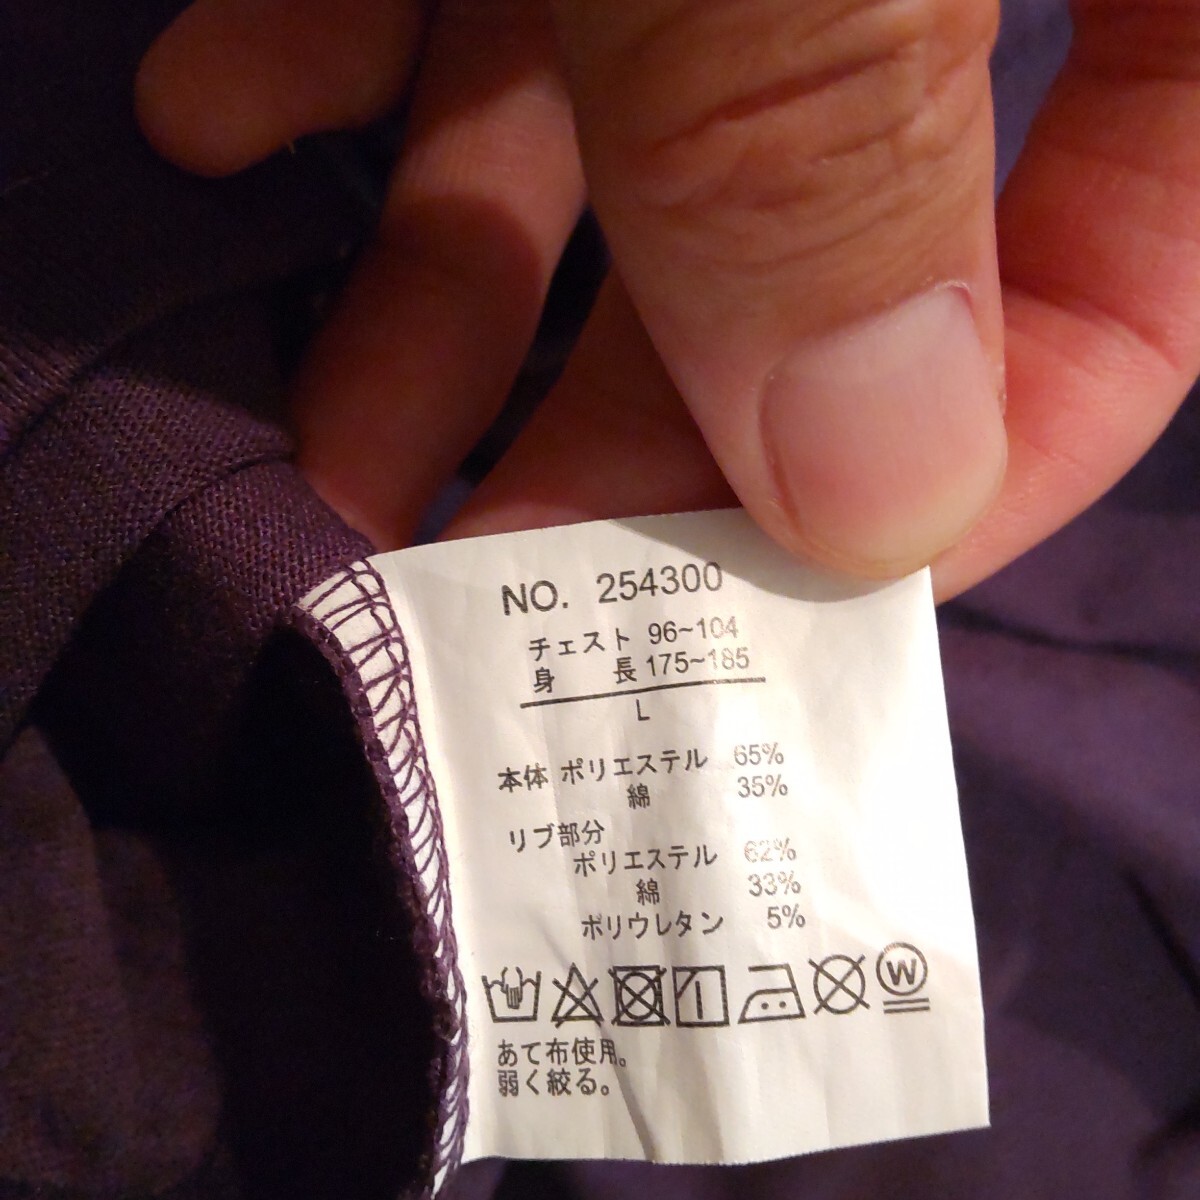 NO. 254300
チェスト 96~104
身 長 175~185
L
本体 ポリエステル 65%
綿 35%
リブ部分
ポリエステル 62%
綿 33%
ポリウレタン 5%
W
あて布使用。
弱く絞る。